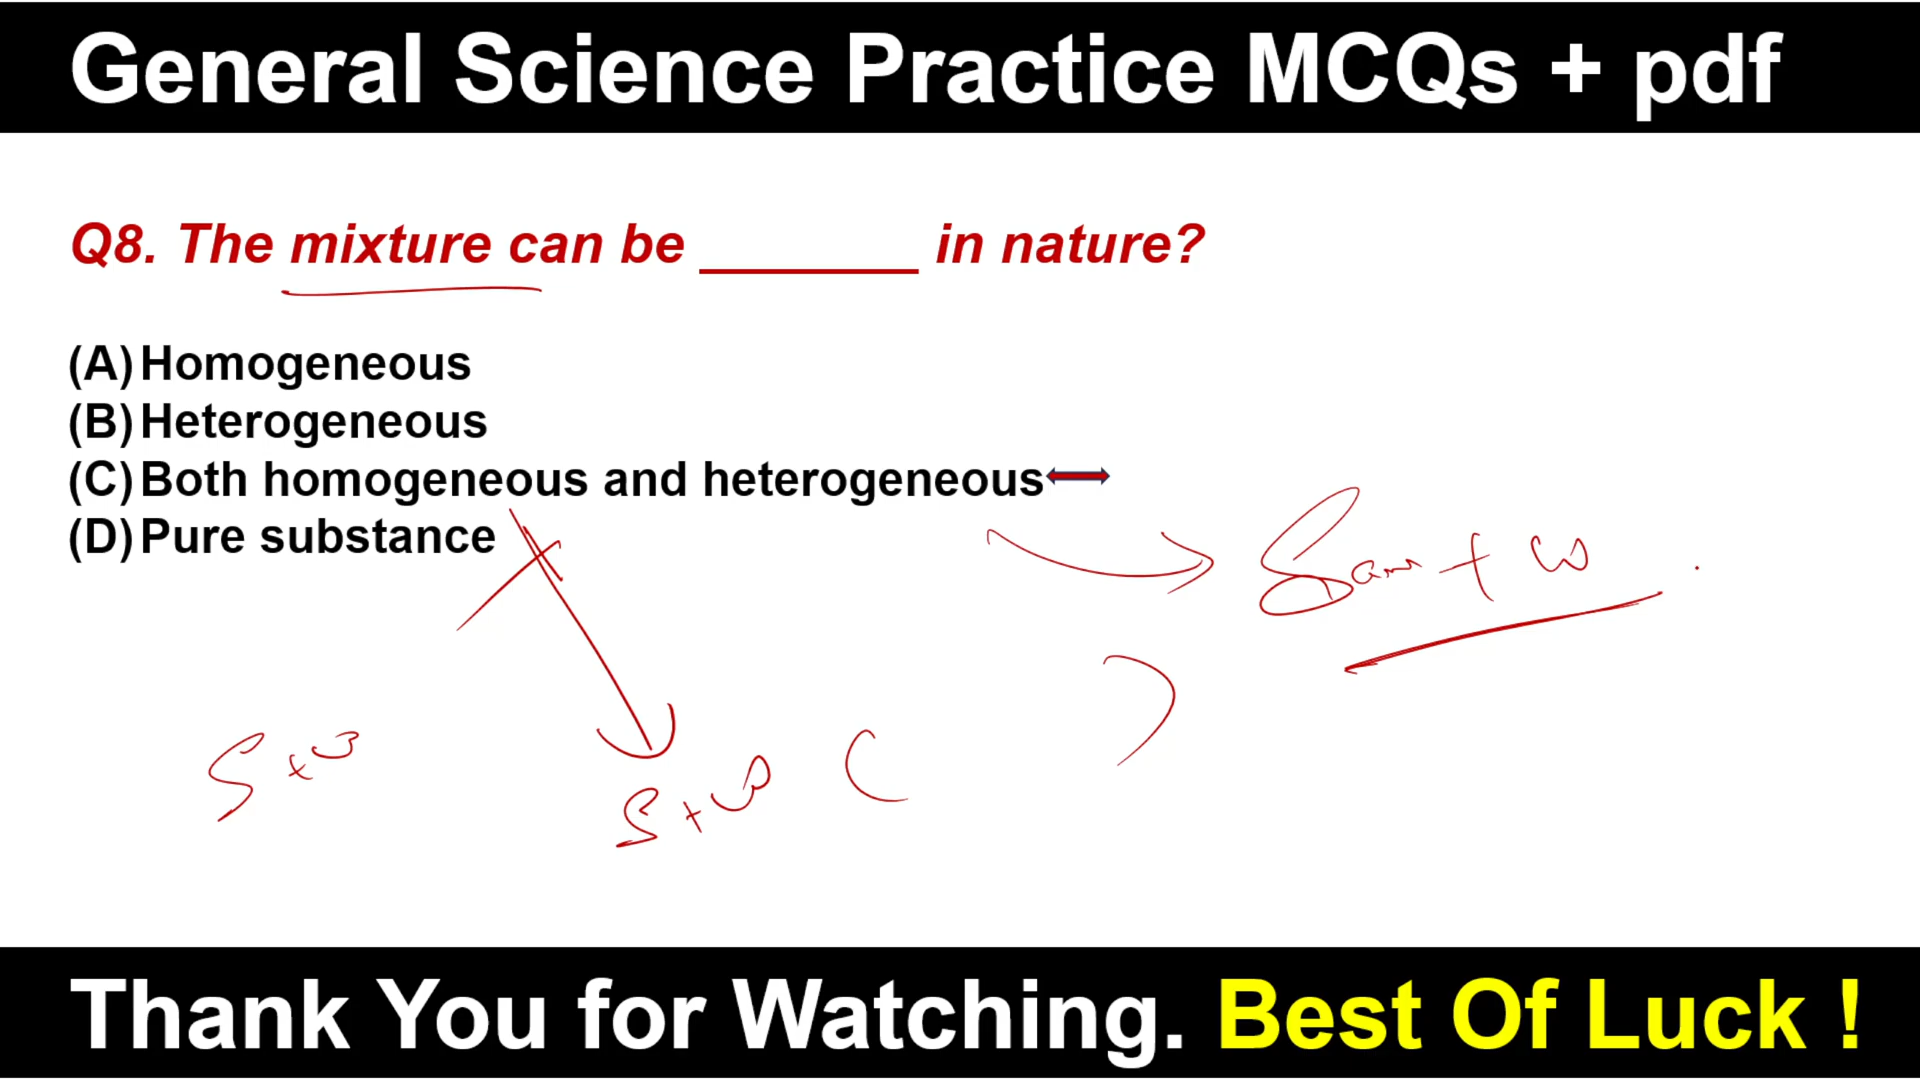 General Science Practice MCQs + pdf
Q8. The mixture can be ________ in nature?
(A) Homogeneous
(B) Heterogeneous
(C) Both homogeneous and heterogeneous
(D) Pure substance
+ w
S + w
S + w
Thank You for Watching. Best Of Luck !